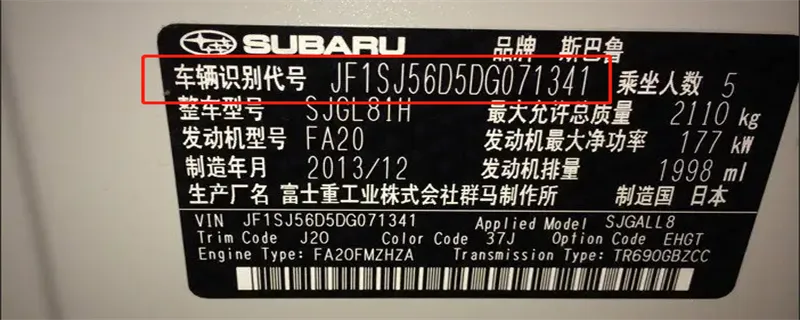 SUBARU 品牌 斯巴鲁
车辆识别代号 JF1SJ56D5DG071341 乘坐人数 5
整车型号 SJGL81H 最大允许总质量 2110 kg
发动机型号 FA20 发动机最大净功率 177 kW
制造年月 2013/12 发动机排量 1998 ml
生产厂名 富士重工业株式会社群马制作所 制造国 日本
VIN JF1SJ56D5DG071341 Applied Model SJGALL8
Trim Code J20 Color Code 37J Option Code EHGT
Engine Type: FA20FMZHZA Transmission Type: TR690GBZCC